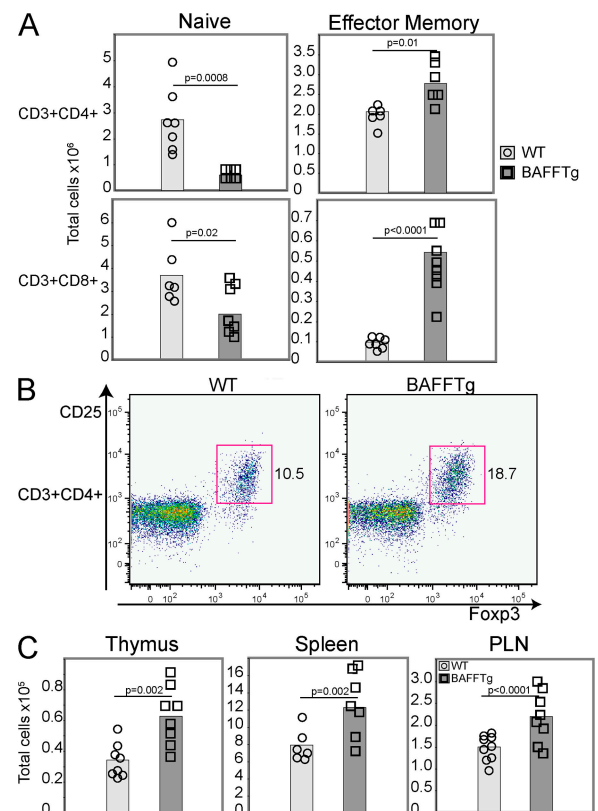 A
Naive
Effector Memory
CD3+CD4+
CD3+CD8+
Total cells x10⁶
5
4
3
2
1
0
p=0.0008
3.5
3.0
2.5
2.0
1.5
1.0
0.5
0
p=0.01
WT
BAFFTg
6
5
4
3
2
1
0
p=0.02
0.7
0.6
0.5
0.4
0.3
0.2
0.1
0
p<0.0001
B
WT
BAFFTg
CD25
CD3+CD4+
10⁵
10⁴
10³
10²
0
10.5
18.7
0 10² 10³ 10⁴ 10⁵
0 10² 10³ 10⁴ 10⁵
Foxp3
C
Thymus
Spleen
PLN
Total cells x10⁵
0.8
0.6
0.4
0.2
0
p=0.002
16
14
12
10
8
6
4
2
0
p=0.002
WT
BAFFTg
3.0
2.5
2.0
1.5
1.0
0.5
0
p<0.0001